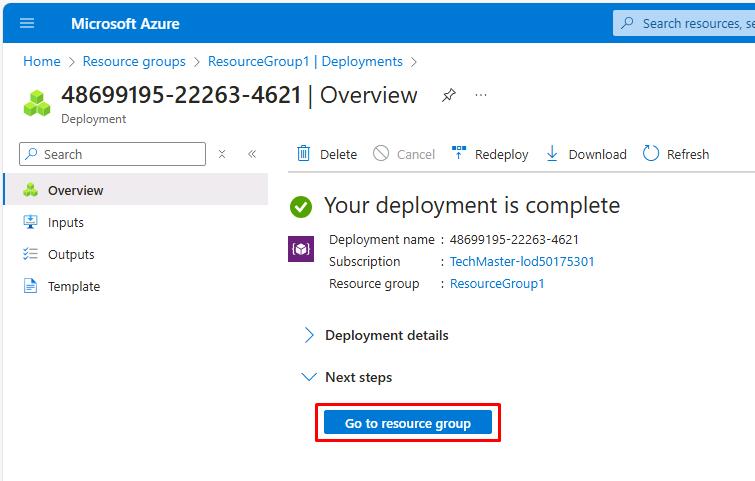 Microsoft Azure
Search resources, se
Home > Resource groups > ResourceGroup1 | Deployments >
48699195-22263-4621 | Overview ...
Deployment
Search
Delete Cancel Redeploy Download Refresh
Overview
Inputs
Outputs
Template
Your deployment is complete
Deployment name : 48699195-22263-4621
Subscription : TechMaster-lod50175301
Resource group : ResourceGroup1
Deployment details
Next steps
Go to resource group